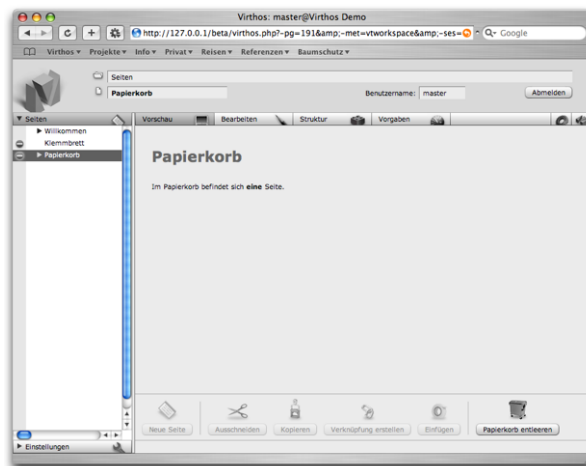 Virthos: master@Virthos Demo
http://127.0.0.1/beta/virthos.php?-pg=191&amp;-met=vtworkspace&amp;-ses= Google
Virthos Projekte Info Privat Reisen Referenzen Baumschutz
Seiten
Papierkorb Benutzername: master Abmelden
Seiten Vorschau Bearbeiten Struktur Vorgaben
Willkommen
Klemmbrett
Papierkorb
Papierkorb
Im Papierkorb befindet sich eine Seite.
Neue Seite Ausschneiden Kopieren Verknüpfung erstellen Einfügen Papierkorb entleeren
Einstellungen